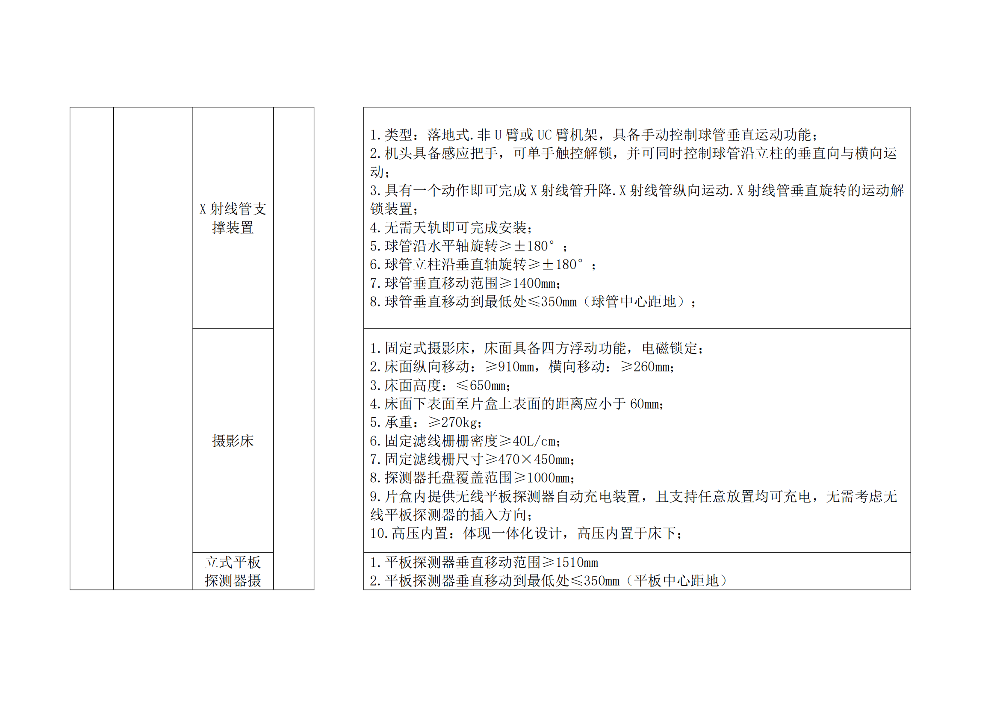 X 射线管支
撑装置
1.类型：落地式.非 U 臂或 UC 臂机架，具备手动控制球管垂直运动功能；
2.机头具备感应把手，可单手触控解锁，并可同时控制球管沿立柱的垂直向与横向运
动；
3.具有一个动作即可完成 X 射线管升降.X 射线管纵向运动.X 射线管垂直旋转的运动解
锁装置；
4.无需天轨即可完成安装；
5.球管沿水平轴旋转≥±180°；
6.球管立柱沿垂直轴旋转≥±180°；
7.球管垂直移动范围≥1400mm；
8.球管垂直移动到最低处≤350mm（球管中心距地）；
摄影床
1.固定式摄影床，床面具备四方浮动功能，电磁锁定；
2.床面纵向移动：≥910mm，横向移动：≥260mm；
3.床面高度：≤650mm；
4.床面下表面至片盒上表面的距离应小于 60mm；
5.承重：≥270kg；
6.固定滤线栅栅密度≥40L/cm；
7.固定滤线栅尺寸≥470×450mm；
8.探测器托盘覆盖范围≥1000mm；
9.片盒内提供无线平板探测器自动充电装置，且支持任意放置均可充电，无需考虑无
线平板探测器的插入方向；
10.高压内置：体现一体化设计，高压内置于床下；
立式平板
探测器摄
1.平板探测器垂直移动范围≥1510mm
2.平板探测器垂直移动到最低处≤350mm（平板中心距地）